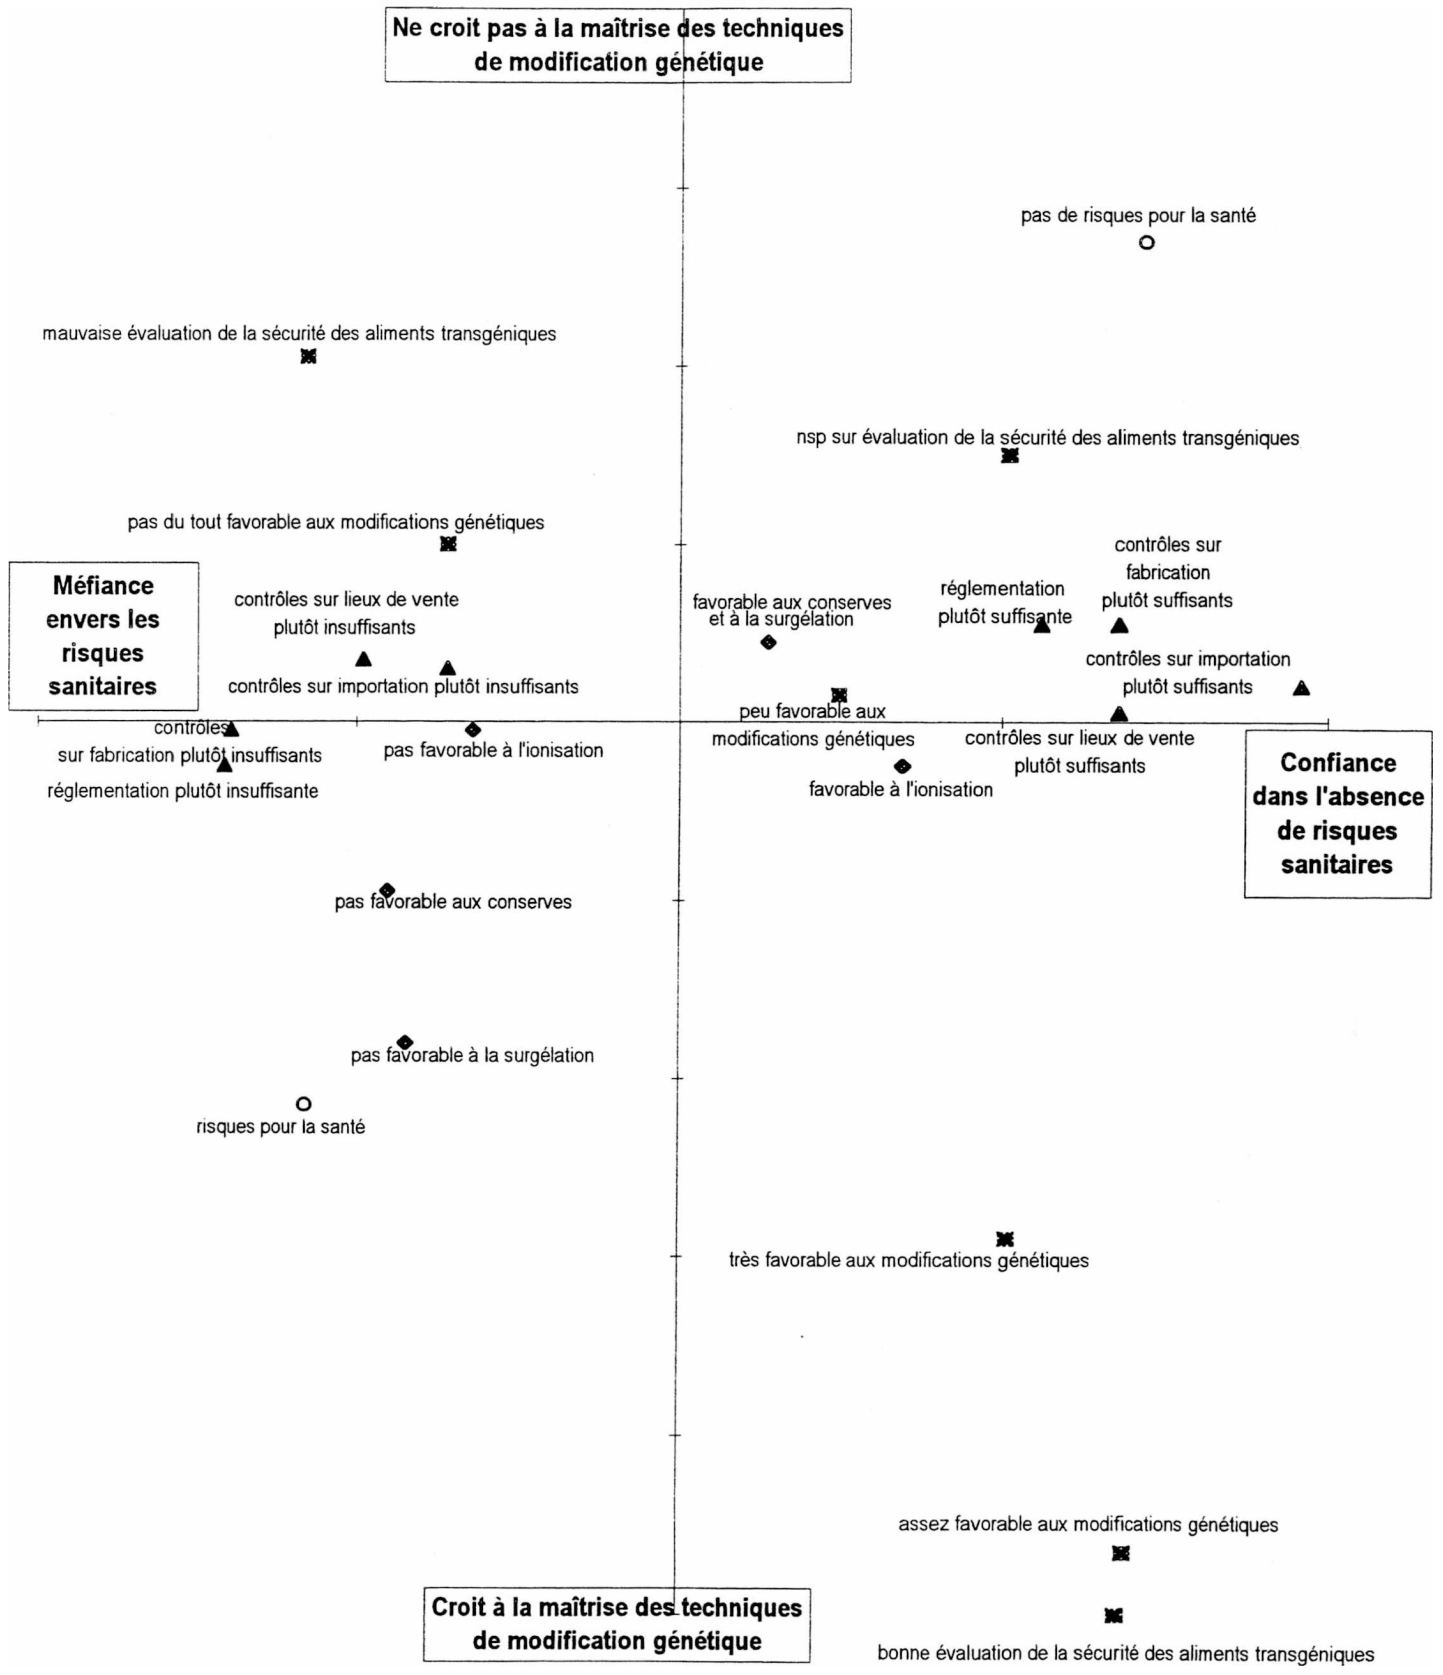 Ne croit pas à la maîtrise des techniques
de modification génétique
pas de risques pour la santé
mauvaise évaluation de la sécurité des aliments transgéniques
nsp sur évaluation de la sécurité des aliments transgéniques
pas du tout favorable aux modifications génétiques
contrôles sur
fabrication
plutôt suffisants
réglementation
plutôt suffisante
Méfiance
envers les
risques
sanitaires
contrôles sur lieux de vente
plutôt insuffisants
favorable aux conserves
et à la surgélation
contrôles sur importation
plutôt suffisants
contrôles sur importation plutôt insuffisants
peu favorable aux
modifications génétiques
contrôles
sur fabrication plutôt insuffisants
réglementation plutôt insuffisante
pas favorable à l'ionisation
contrôles sur lieux de vente
plutôt suffisants
favorable à l'ionisation
Confiance
dans l'absence
de risques
sanitaires
pas favorable aux conserves
pas favorable à la surgélation
risques pour la santé
très favorable aux modifications génétiques
assez favorable aux modifications génétiques
Croit à la maîtrise des techniques
de modification génétique
bonne évaluation de la sécurité des aliments transgéniques